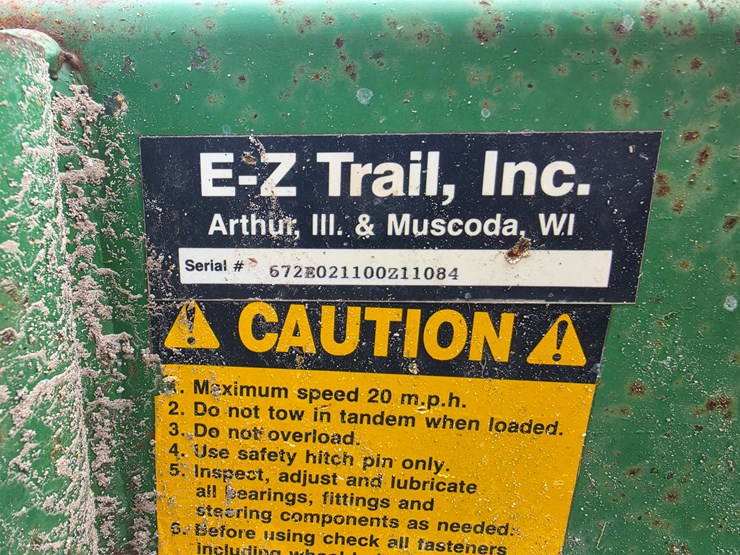 E-Z Trail, Inc.
Arthur, Ill. & Muscoda, WI
Serial # 672E021100Z11084
CAUTION
1. Maximum speed 20 m.p.h.
2. Do not tow in tandem when loaded.
3. Do not overload.
4. Use safety hitch pin only.
5. Inspect, adjust and lubricate
all bearings, fittings and
steering components as needed.
6. Before using check all fasteners
including